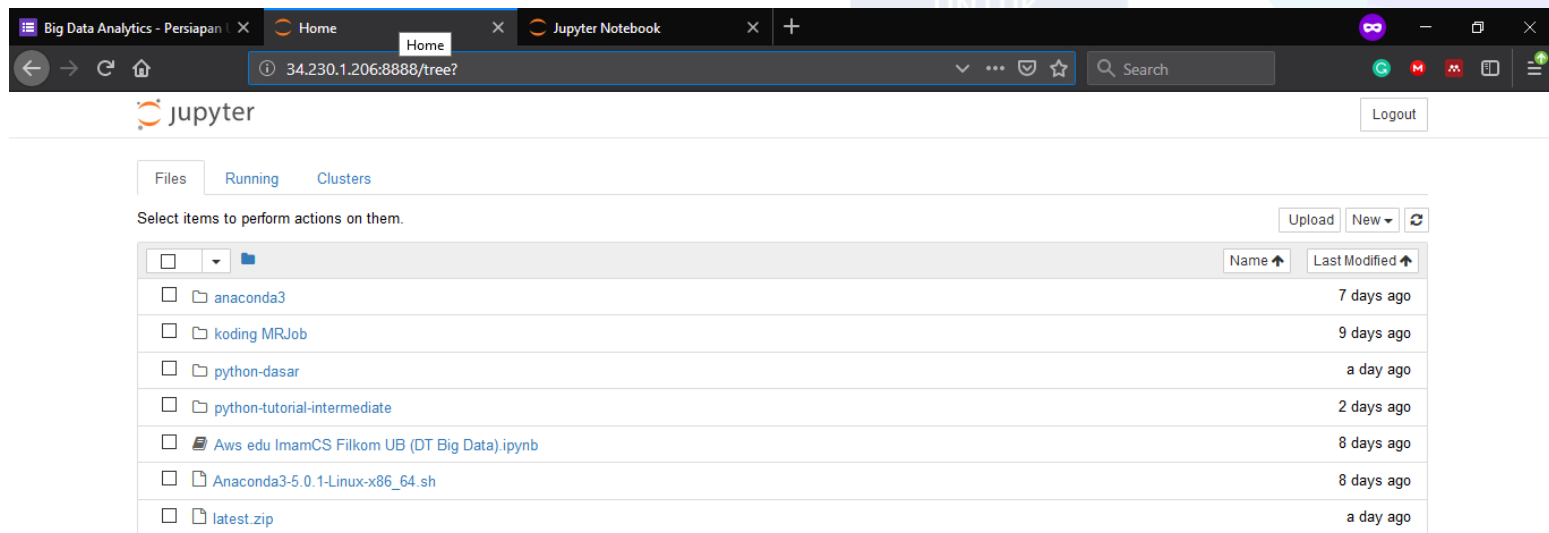 UNTUK
Big Data Analytics - Persiapan Home Jupyter Notebook
Home
34.230.1.206:8888/tree? Search
jupyter Logout
Files Running Clusters
Select items to perform actions on them. Upload New
Name Last Modified
anaconda3 7 days ago
koding MRJob 9 days ago
python-dasar a day ago
python-tutorial-intermediate 2 days ago
Aws edu ImamCS Filkom UB (DT Big Data).ipynb 8 days ago
Anaconda3-5.0.1-Linux-x86_64.sh 8 days ago
latest.zip a day ago